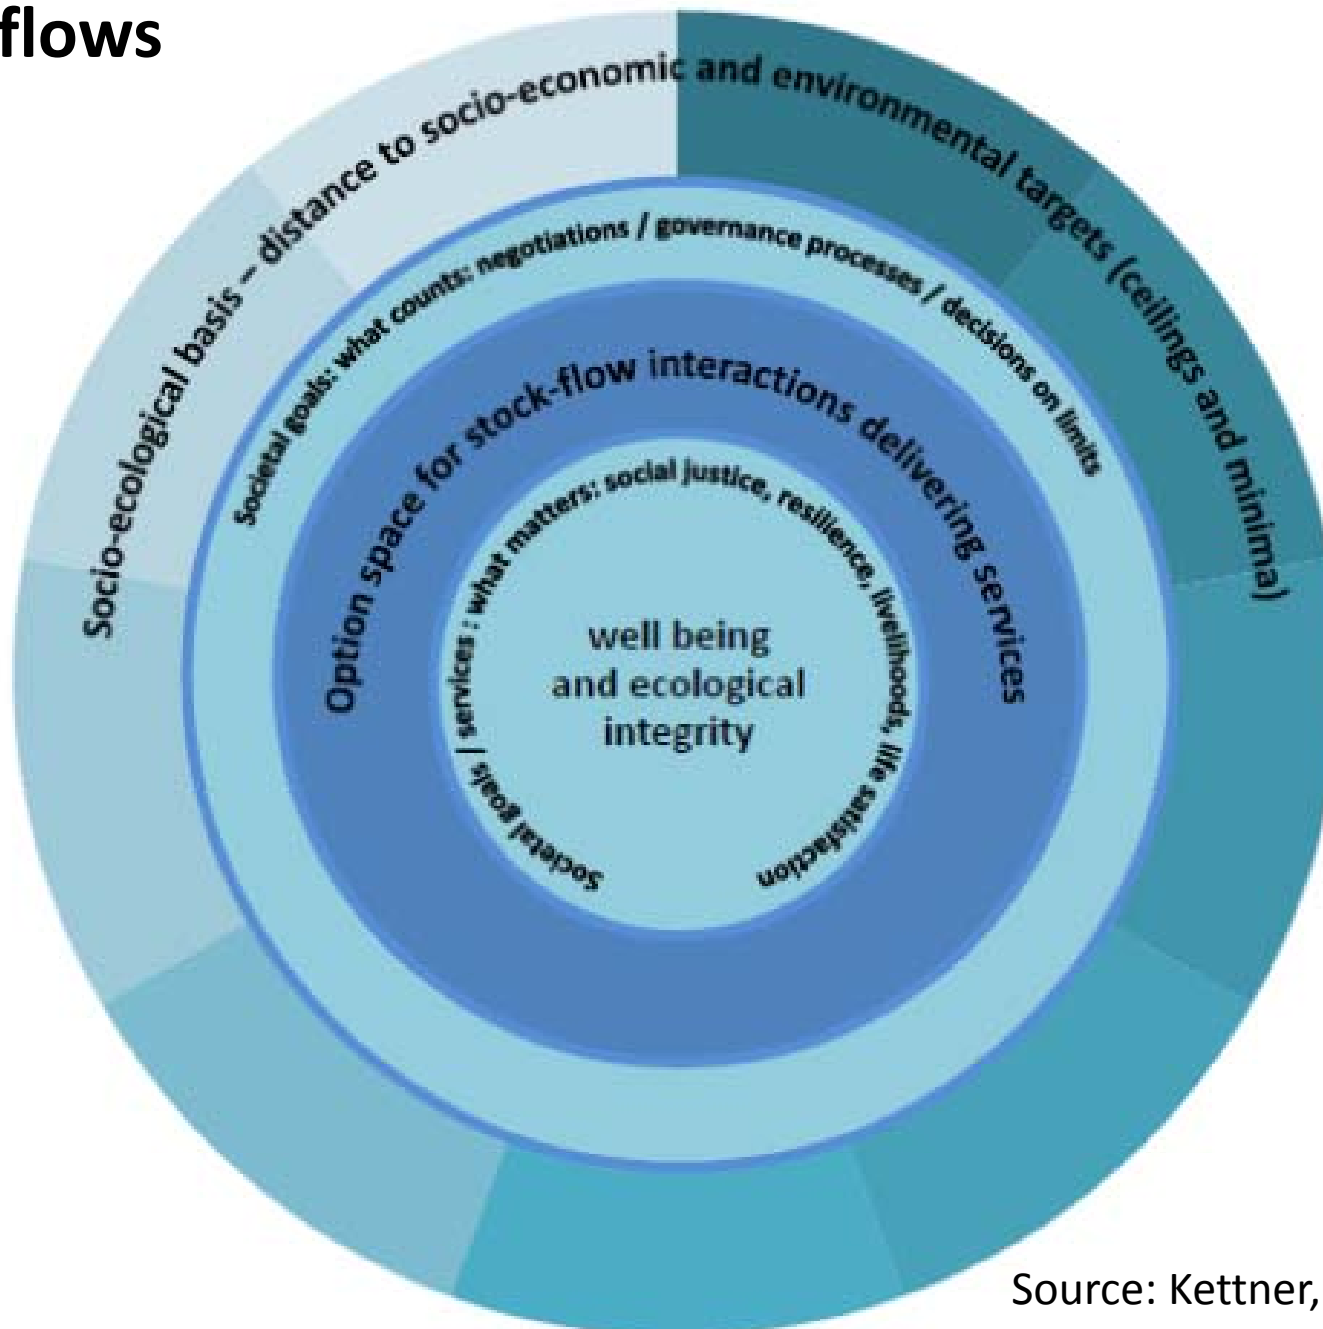 flows
Socio-ecological basis – distance to socio-economic and environmental targets (ceilings and minima)
Societal goals: what counts: negotiations / governance processes / decisions on limits
Option space for stock-flow interactions delivering services
Societal goals / services : what matters: social justice, resilience, livelihoods, life satisfaction
well being
and ecological
integrity
Source: Kettner,